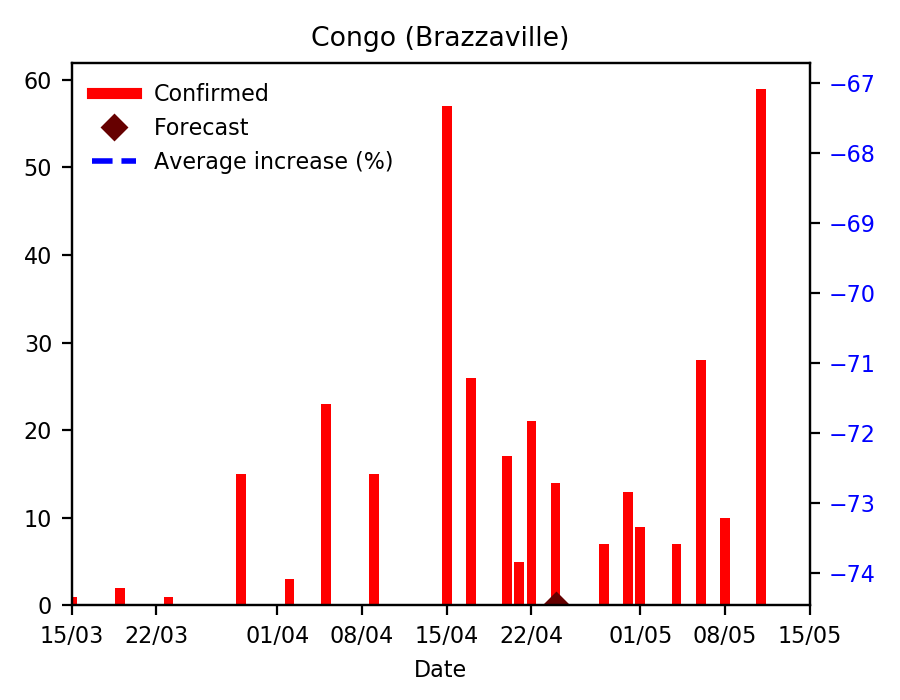 Congo (Brazzaville)
Confirmed
Forecast
Average increase (%)
60
50
40
30
20
10
0
−67
−68
−69
−70
−71
−72
−73
−74
15/03 22/03 01/04 08/04 15/04 22/04 01/05 08/05 15/05
Date